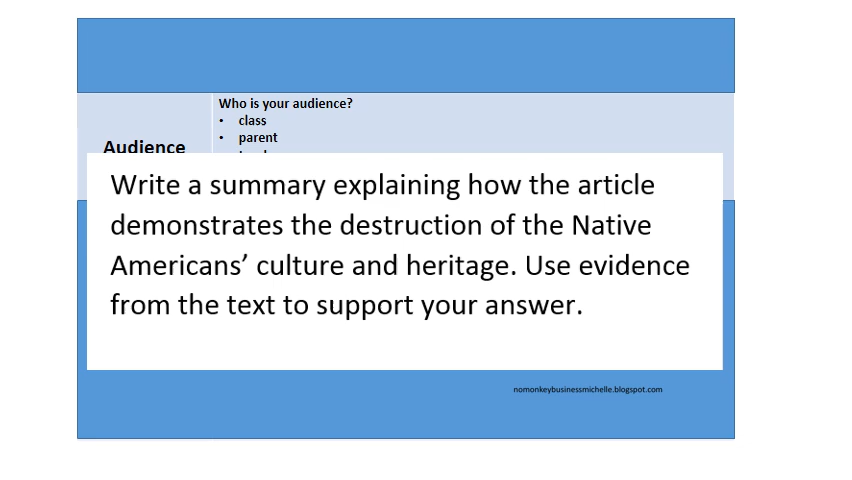 Who is your audience?
• class
• parent
Audience
Write a summary explaining how the article
demonstrates the destruction of the Native
Americans’ culture and heritage. Use evidence
from the text to support your answer.
nomonkeybusinessmichelle.blogspot.com